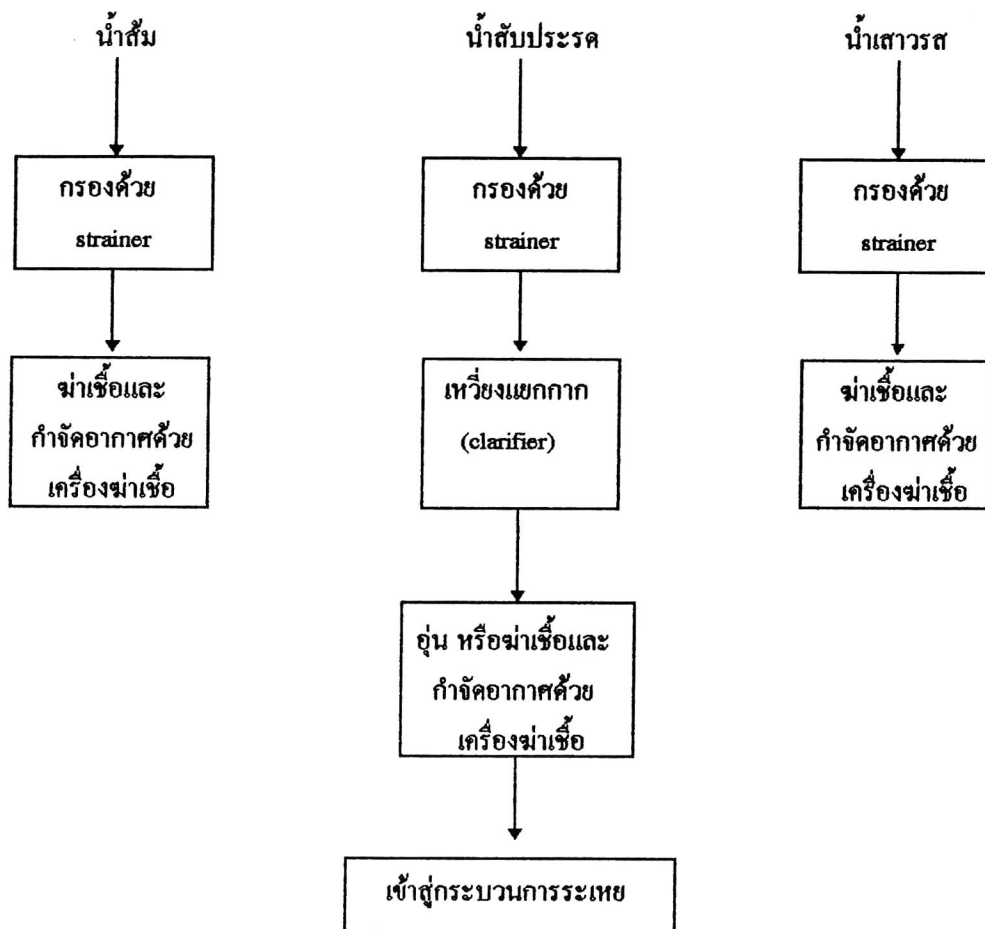 น้ำส้ม
กรองด้วย
strainer
ฆ่าเชื้อและ
กำจัดอากาศด้วย
เครื่องฆ่าเชื้อ
น้ำสับประรด
กรองด้วย
strainer
เหวี่ยงแยกกาก
(clarifier)
อุ่น หรือฆ่าเชื้อและ
กำจัดอากาศด้วย
เครื่องฆ่าเชื้อ
เข้าสู่กระบวนการระเหย
น้ำเสาวรส
กรองด้วย
strainer
ฆ่าเชื้อและ
กำจัดอากาศด้วย
เครื่องฆ่าเชื้อ